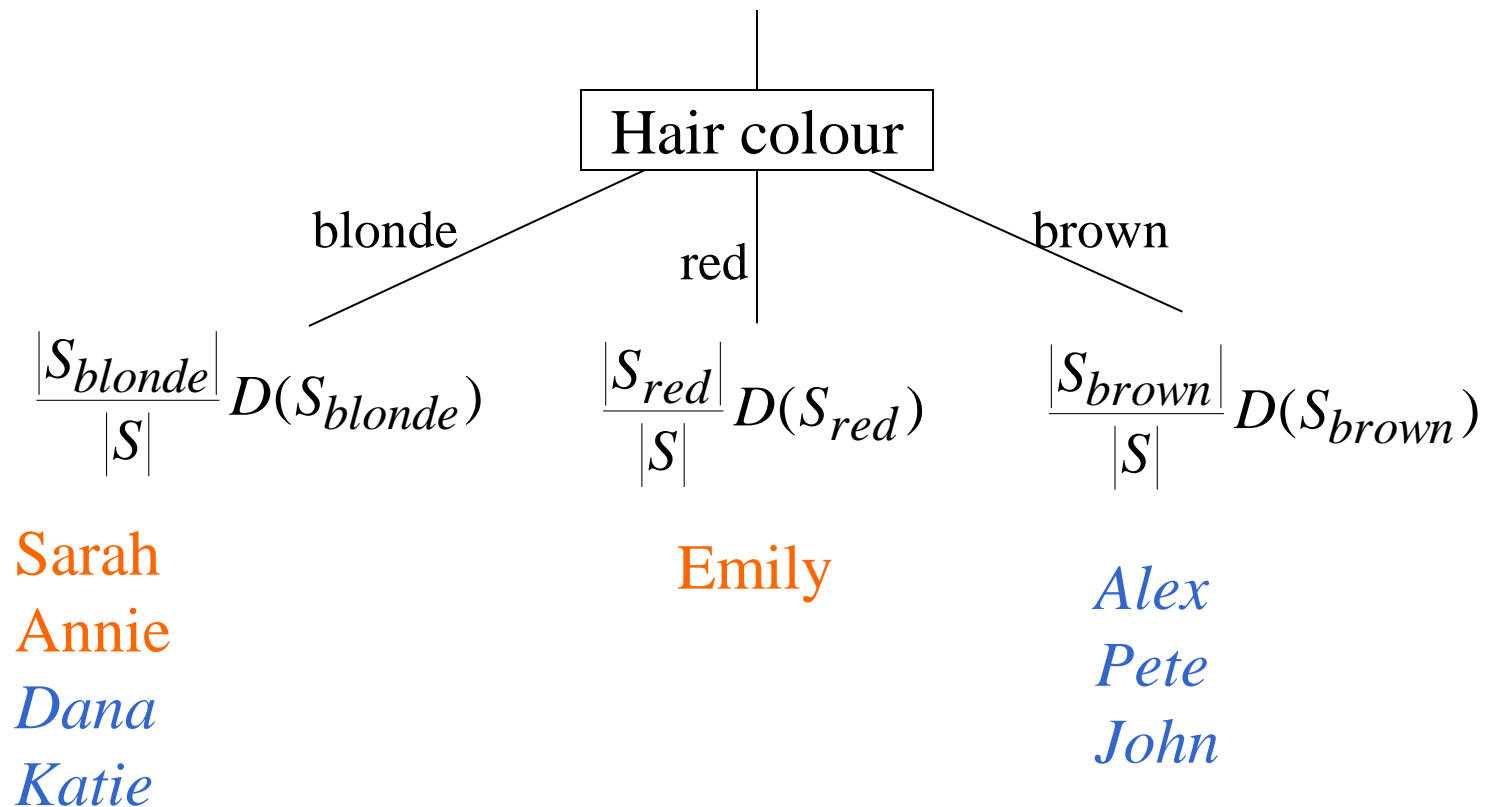 Hair colour
blonde
red
brown
|S_blonde|/|S| D(S_blonde)
|S_red|/|S| D(S_red)
|S_brown|/|S| D(S_brown)
Sarah
Annie
Dana
Katie
Emily
Alex
Pete
John